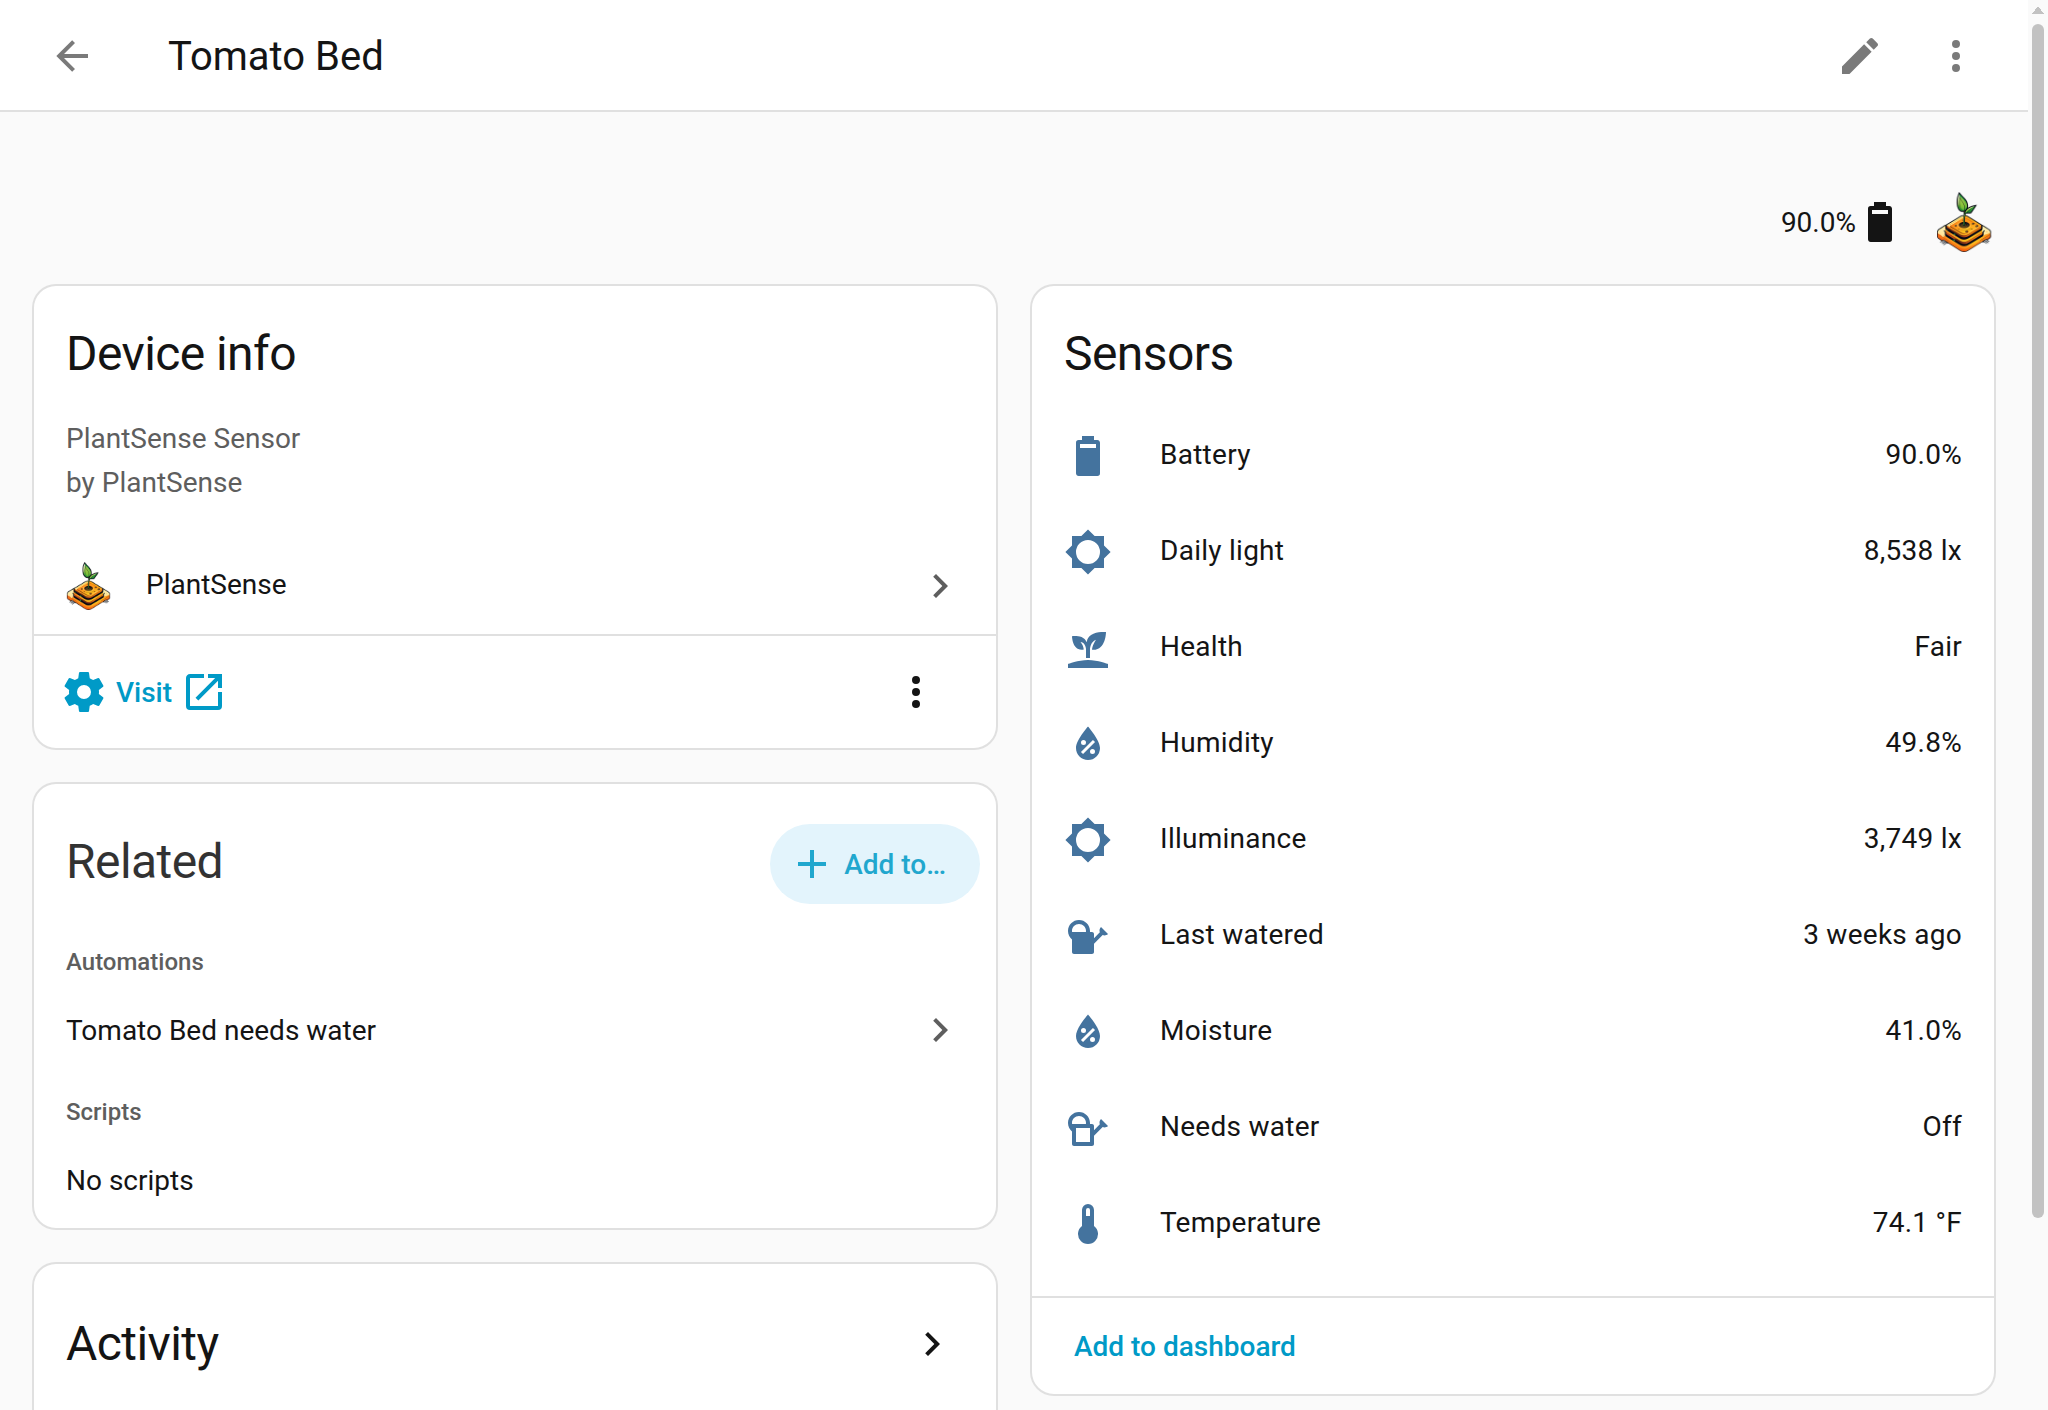 Tomato Bed
90.0%
Device info
PlantSense Sensor
by PlantSense
PlantSense
Visit
Related
Add to...
Automations
Tomato Bed needs water
Scripts
No scripts
Activity
Sensors
Battery 90.0%
Daily light 8,538 lx
Health Fair
Humidity 49.8%
Illuminance 3,749 lx
Last watered 3 weeks ago
Moisture 41.0%
Needs water Off
Temperature 74.1 °F
Add to dashboard